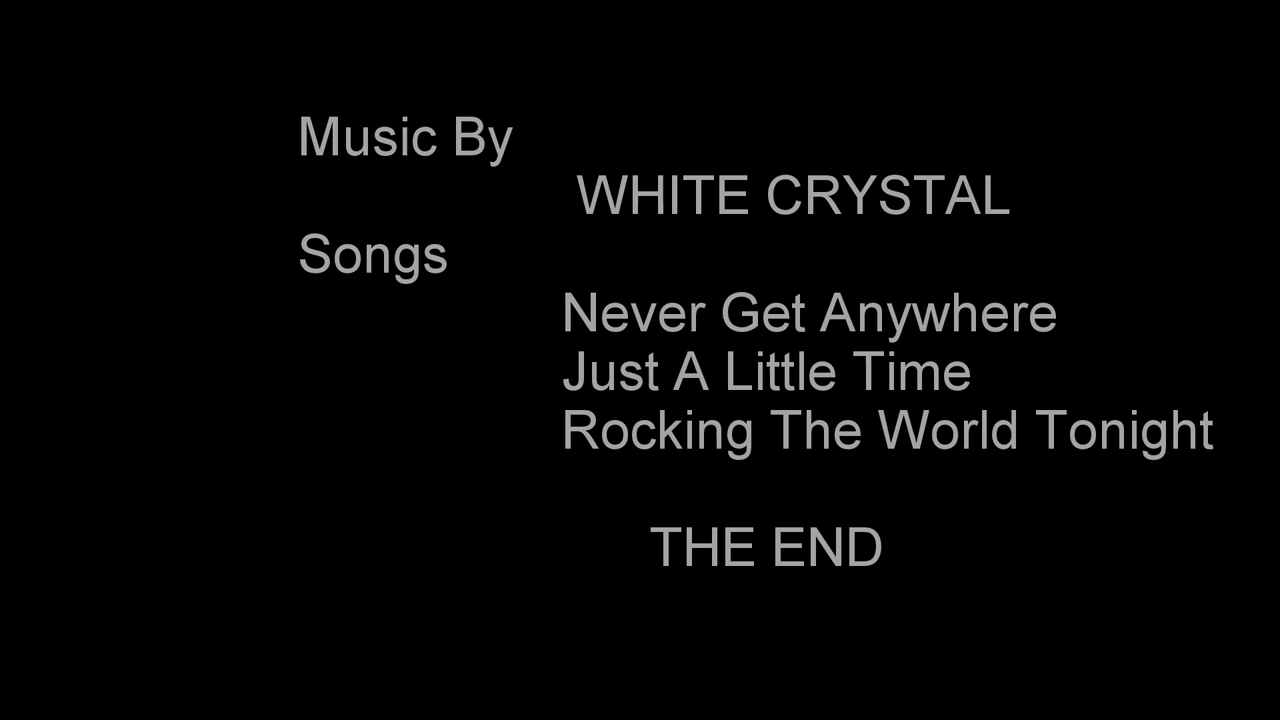 Music By
WHITE CRYSTAL
Songs
Never Get Anywhere
Just A Little Time
Rocking The World Tonight
THE END